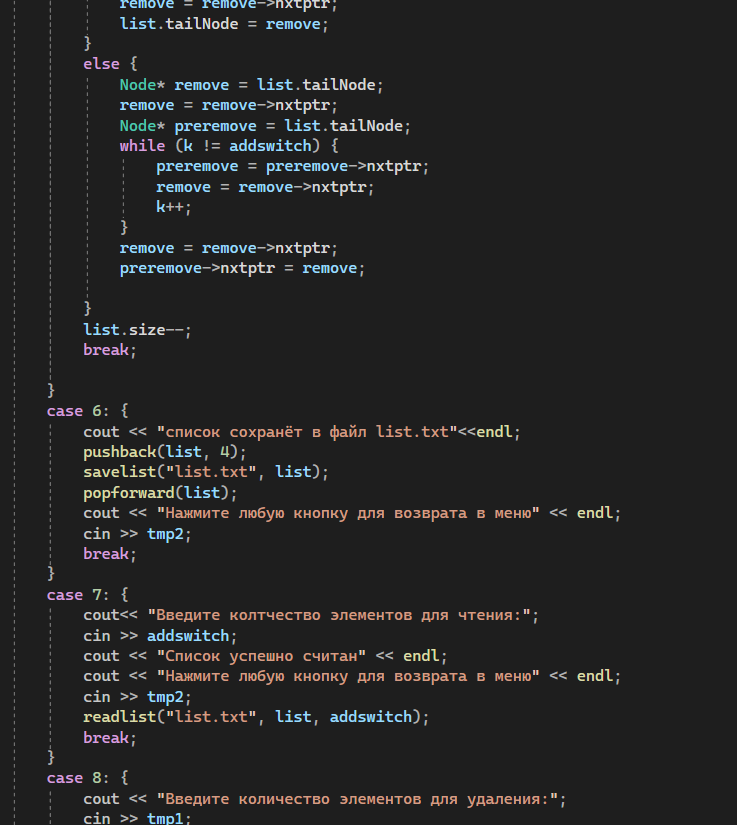 remove = remove->nxtptr;
list.tailNode = remove;
}
else {
Node* remove = list.tailNode;
remove = remove->nxtptr;
Node* preremove = list.tailNode;
while (k != addswitch) {
preremove = preremove->nxtptr;
remove = remove->nxtptr;
k++;
}
remove = remove->nxtptr;
preremove->nxtptr = remove;
}
list.size--;
break;
}
case 6: {
cout << "список сохранёт в файл list.txt"<<endl;
pushback(list, 4);
savelist("list.txt", list);
popforward(list);
cout << "Нажмите любую кнопку для возврата в меню" << endl;
cin >> tmp2;
break;
}
case 7: {
cout<< "Введите колтчество элементов для чтения:";
cin >> addswitch;
cout << "Список успешно считан" << endl;
cout << "Нажмите любую кнопку для возврата в меню" << endl;
cin >> tmp2;
readlist("list.txt", list, addswitch);
break;
}
case 8: {
cout << "Введите количество элементов для удаления:";
cin >> tmp1;